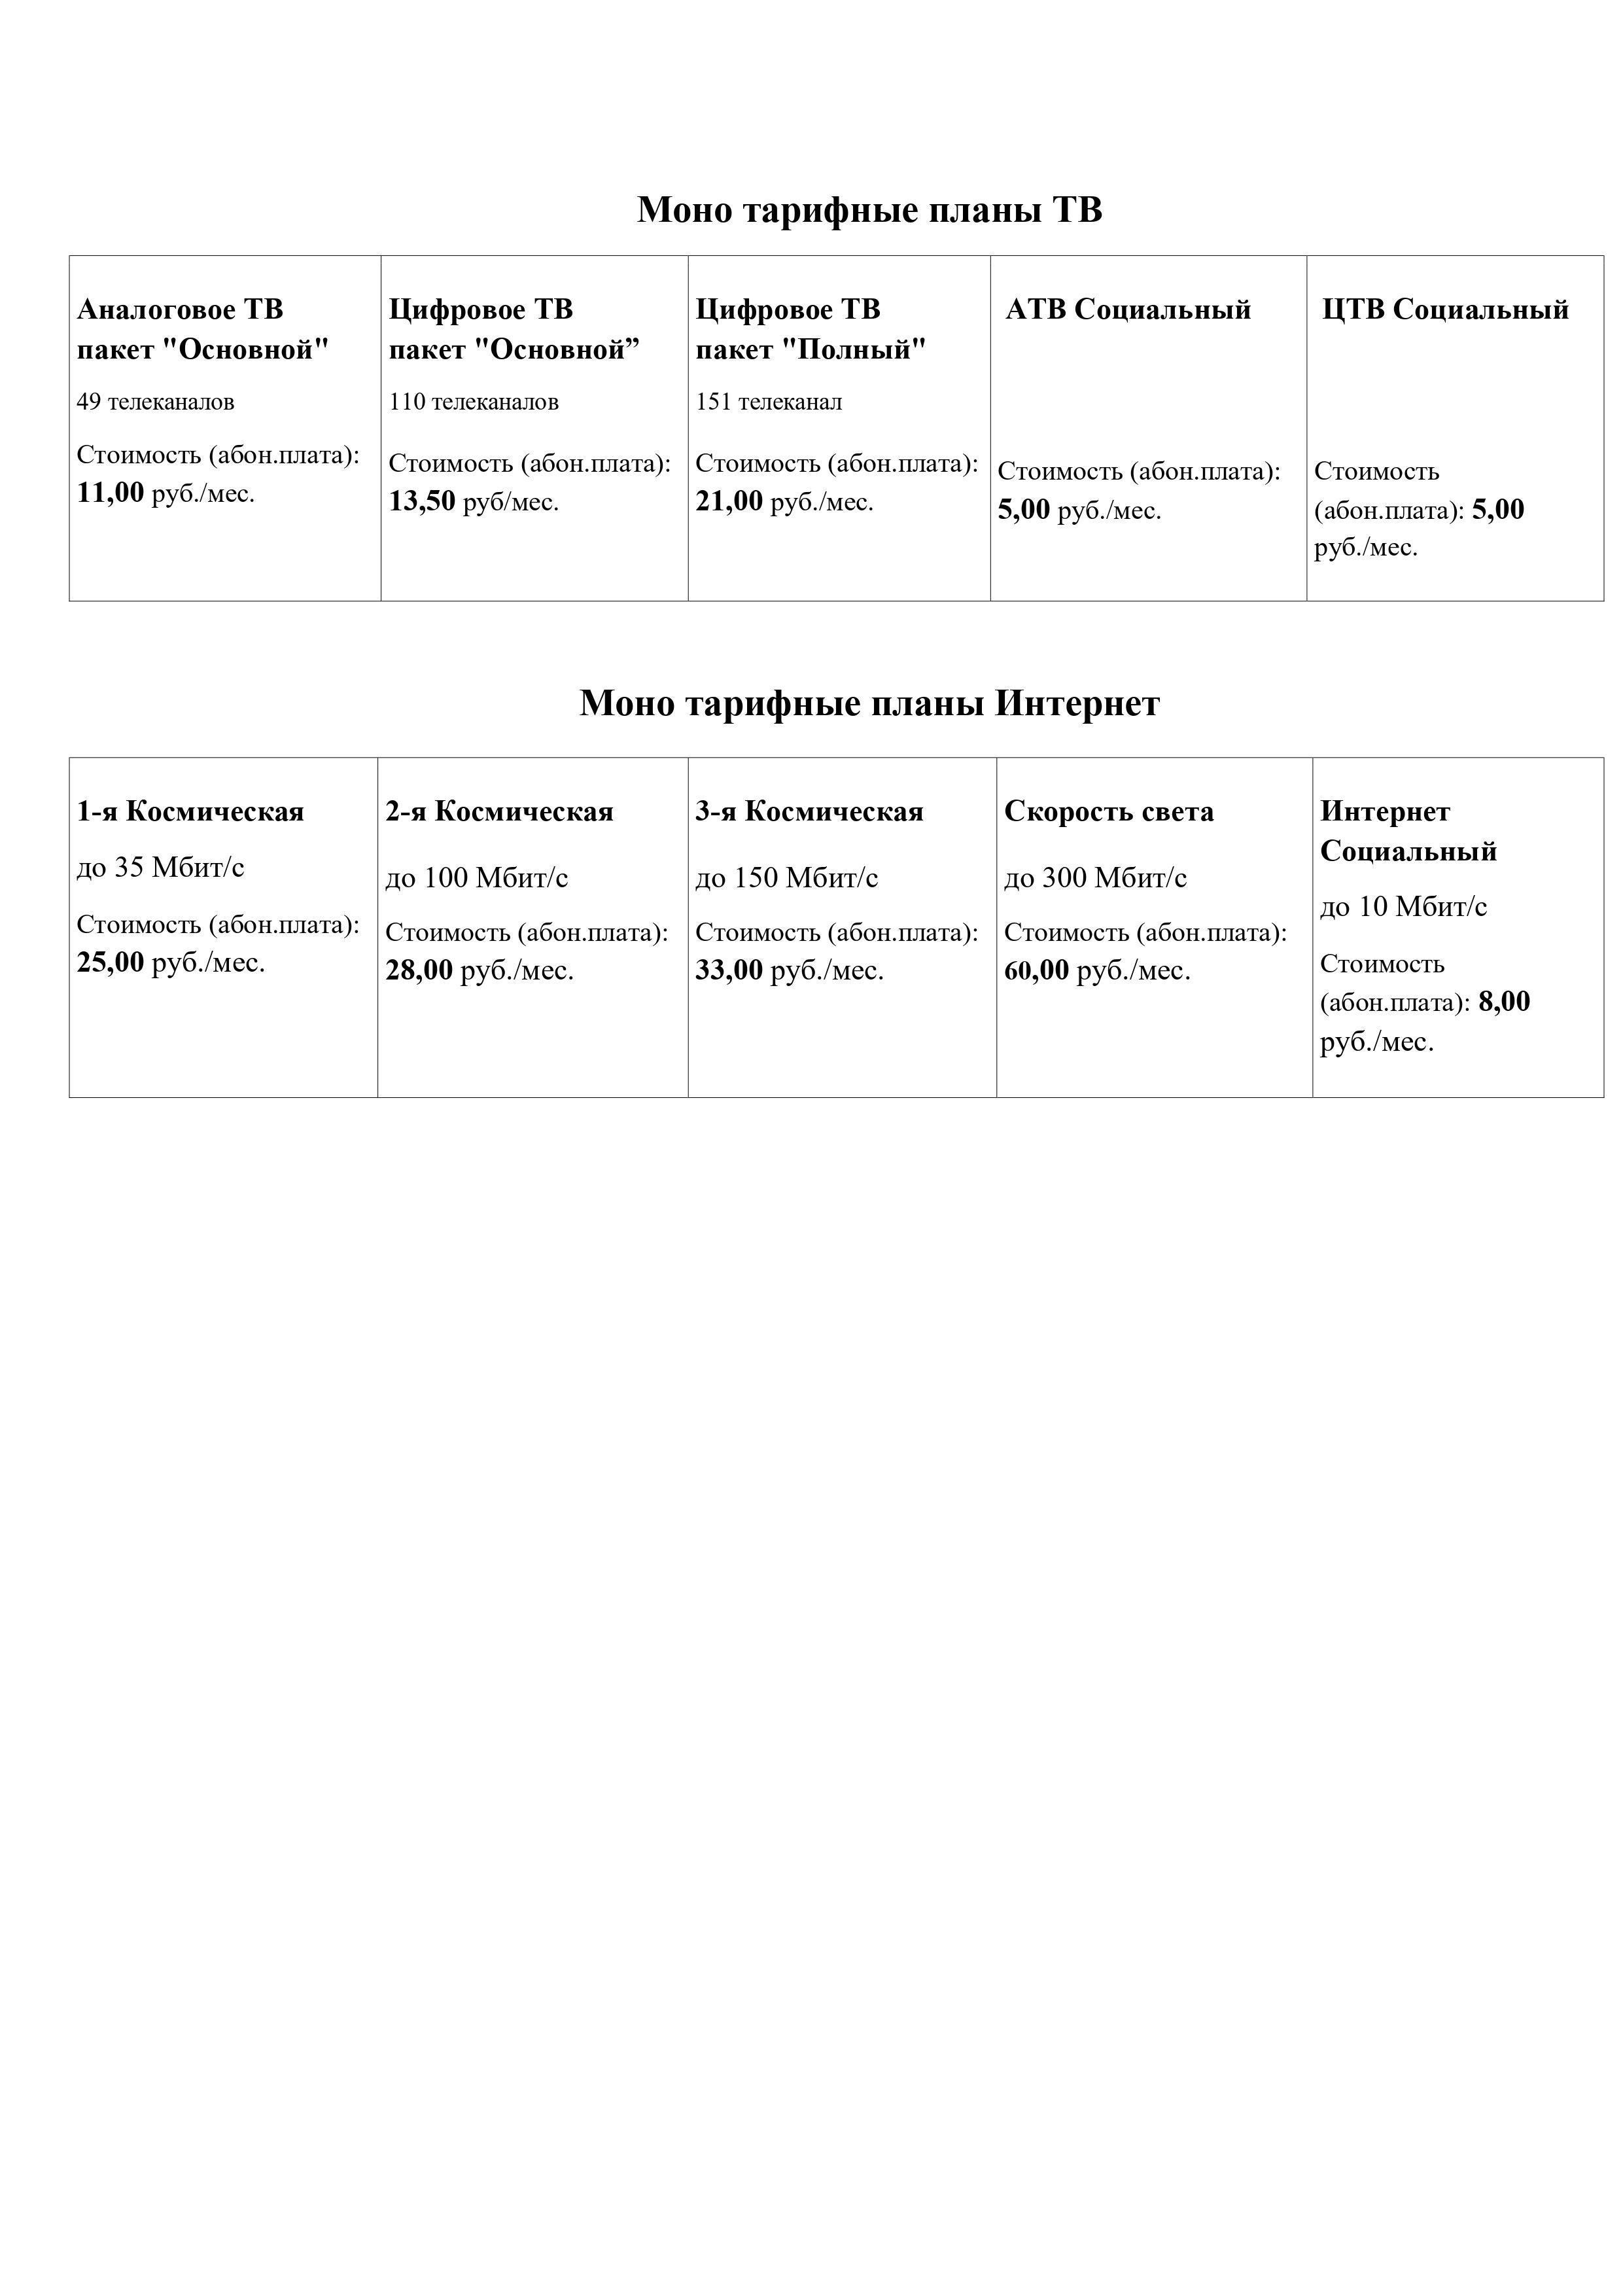 Моно тарифные планы ТВ
Аналоговое ТВ
пакет "Основной"
49 телеканалов
Стоимость (абон.плата):
11,00 руб./мес.
Цифровое ТВ
пакет "Основной”
110 телеканалов
Стоимость (абон.плата):
13,50 руб/мес.
Цифровое ТВ
пакет "Полный"
151 телеканал
Стоимость (абон.плата):
21,00 руб./мес.
АТВ Социальный
Стоимость (абон.плата):
5,00 руб./мес.
ЦТВ Социальный
Стоимость
(абон.плата): 5,00
руб./мес.
Моно тарифные планы Интернет
1-я Космическая
до 35 Мбит/с
Стоимость (абон.плата):
25,00 руб./мес.
2-я Космическая
до 100 Мбит/с
Стоимость (абон.плата):
28,00 руб./мес.
3-я Космическая
до 150 Мбит/с
Стоимость (абон.плата):
33,00 руб./мес.
Скорость света
до 300 Мбит/с
Стоимость (абон.плата):
60,00 руб./мес.
Интернет
Социальный
до 10 Мбит/с
Стоимость
(абон.плата): 8,00
руб./мес.